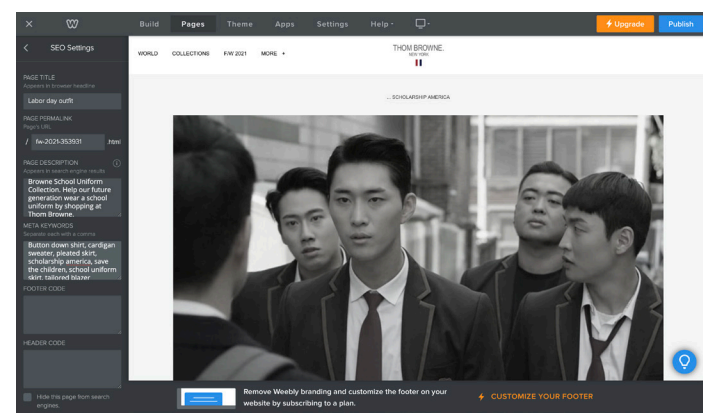 Build Pages Theme Apps Settings Help Upgrade Publish
SEO Settings
PAGE TITLE
Appears in browser headline
Labor day outfit
PAGE PERMALINK
Page's URL
/ fw-2021-353931 .html
PAGE DESCRIPTION
Appears in search engine results
Browne School Uniform
Collection. Help our future
generation wear a school
uniform by shopping at
Thom Browne.
META KEYWORDS
Separate each with a comma
Button down shirt, cardigan
sweater, pleated skirt,
scholarship america, save
the children, school uniform
skirt, tailored blazer
FOOTER CODE
HEADER CODE
Hide this page from search
engines.
WORLD COLLECTIONS F/W 2021 MORE
THOM BROWNE.
NEW YORK
... SCHOLARSHIP AMERICA
Remove Weebly branding and customize the footer on your
website by subscribing to a plan.
CUSTOMIZE YOUR FOOTER